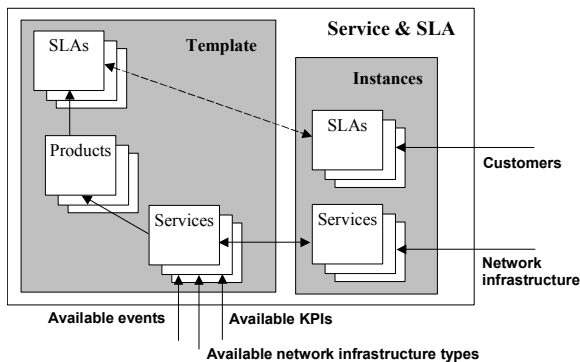 Service & SLA
Template
SLAs
Instances
SLAs
Products
Customers
Services
Services
Network
infrastructure
Available events
Available KPIs
Available network infrastructure types